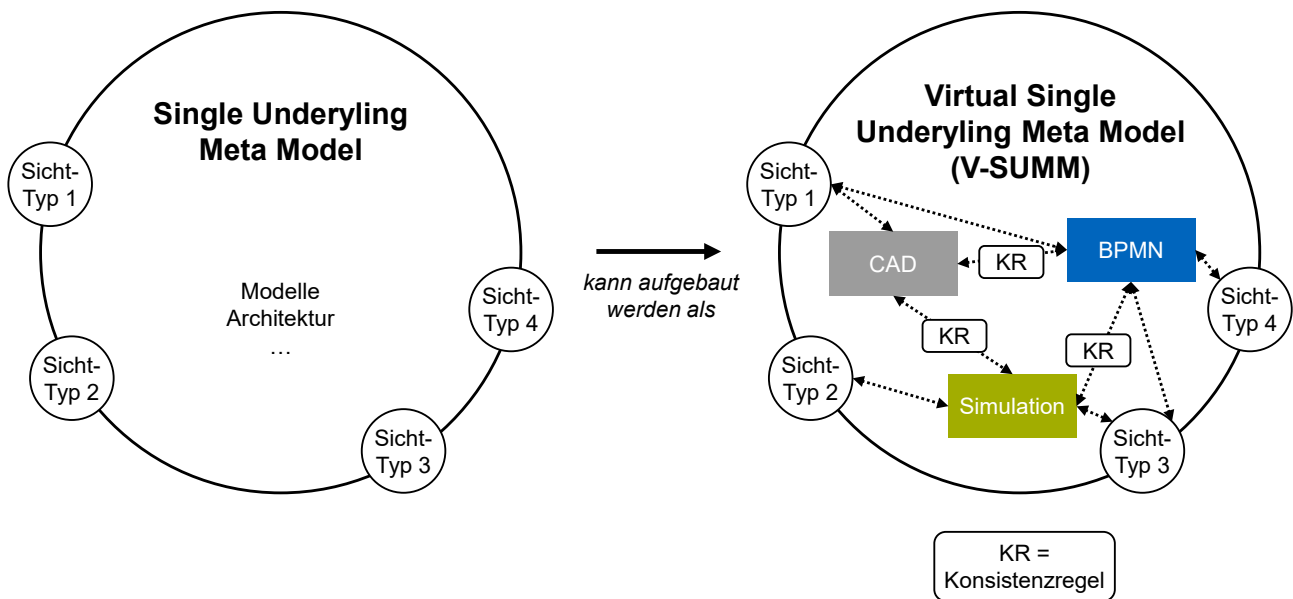 Single Underyling
Meta Model
Sicht-
Typ 1
Modelle
Architektur
…
Sicht-
Typ 4
Sicht-
Typ 2
Sicht-
Typ 3
kann aufgebaut
werden als
Virtual Single
Underyling Meta Model
(V-SUMM)
Sicht-
Typ 1
CAD
KR
BPMN
Sicht-
Typ 4
KR
KR
Sicht-
Typ 2
Simulation
Sicht-
Typ 3
KR =
Konsistenzregel